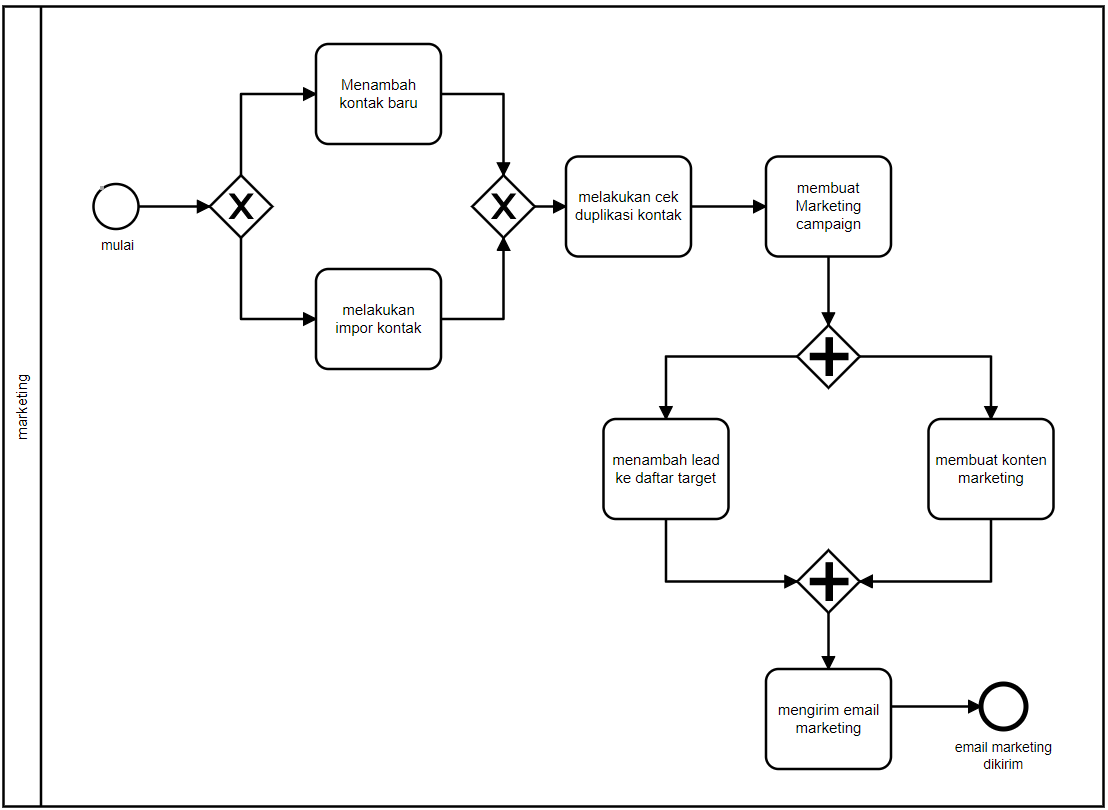 marketing
mulai
Menambah
kontak baru
melakukan
impor kontak
melakukan cek
duplikasi kontak
membuat
Marketing
campaign
menambah lead
ke daftar target
membuat konten
marketing
mengirim email
marketing
email marketing
dikirim